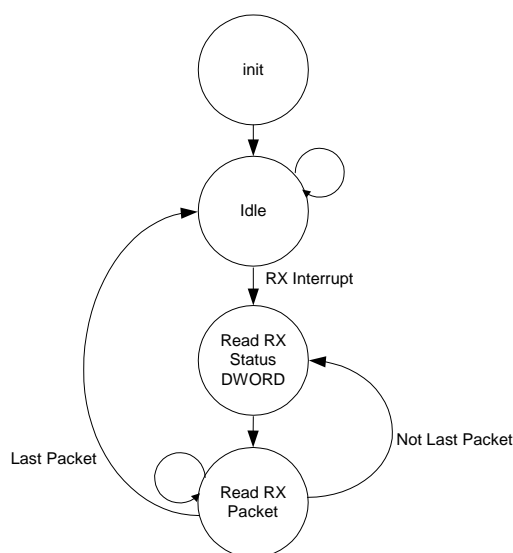 init
Idle
RX Interrupt
Read RX
Status
DWORD
Not Last Packet
Last Packet
Read RX
Packet